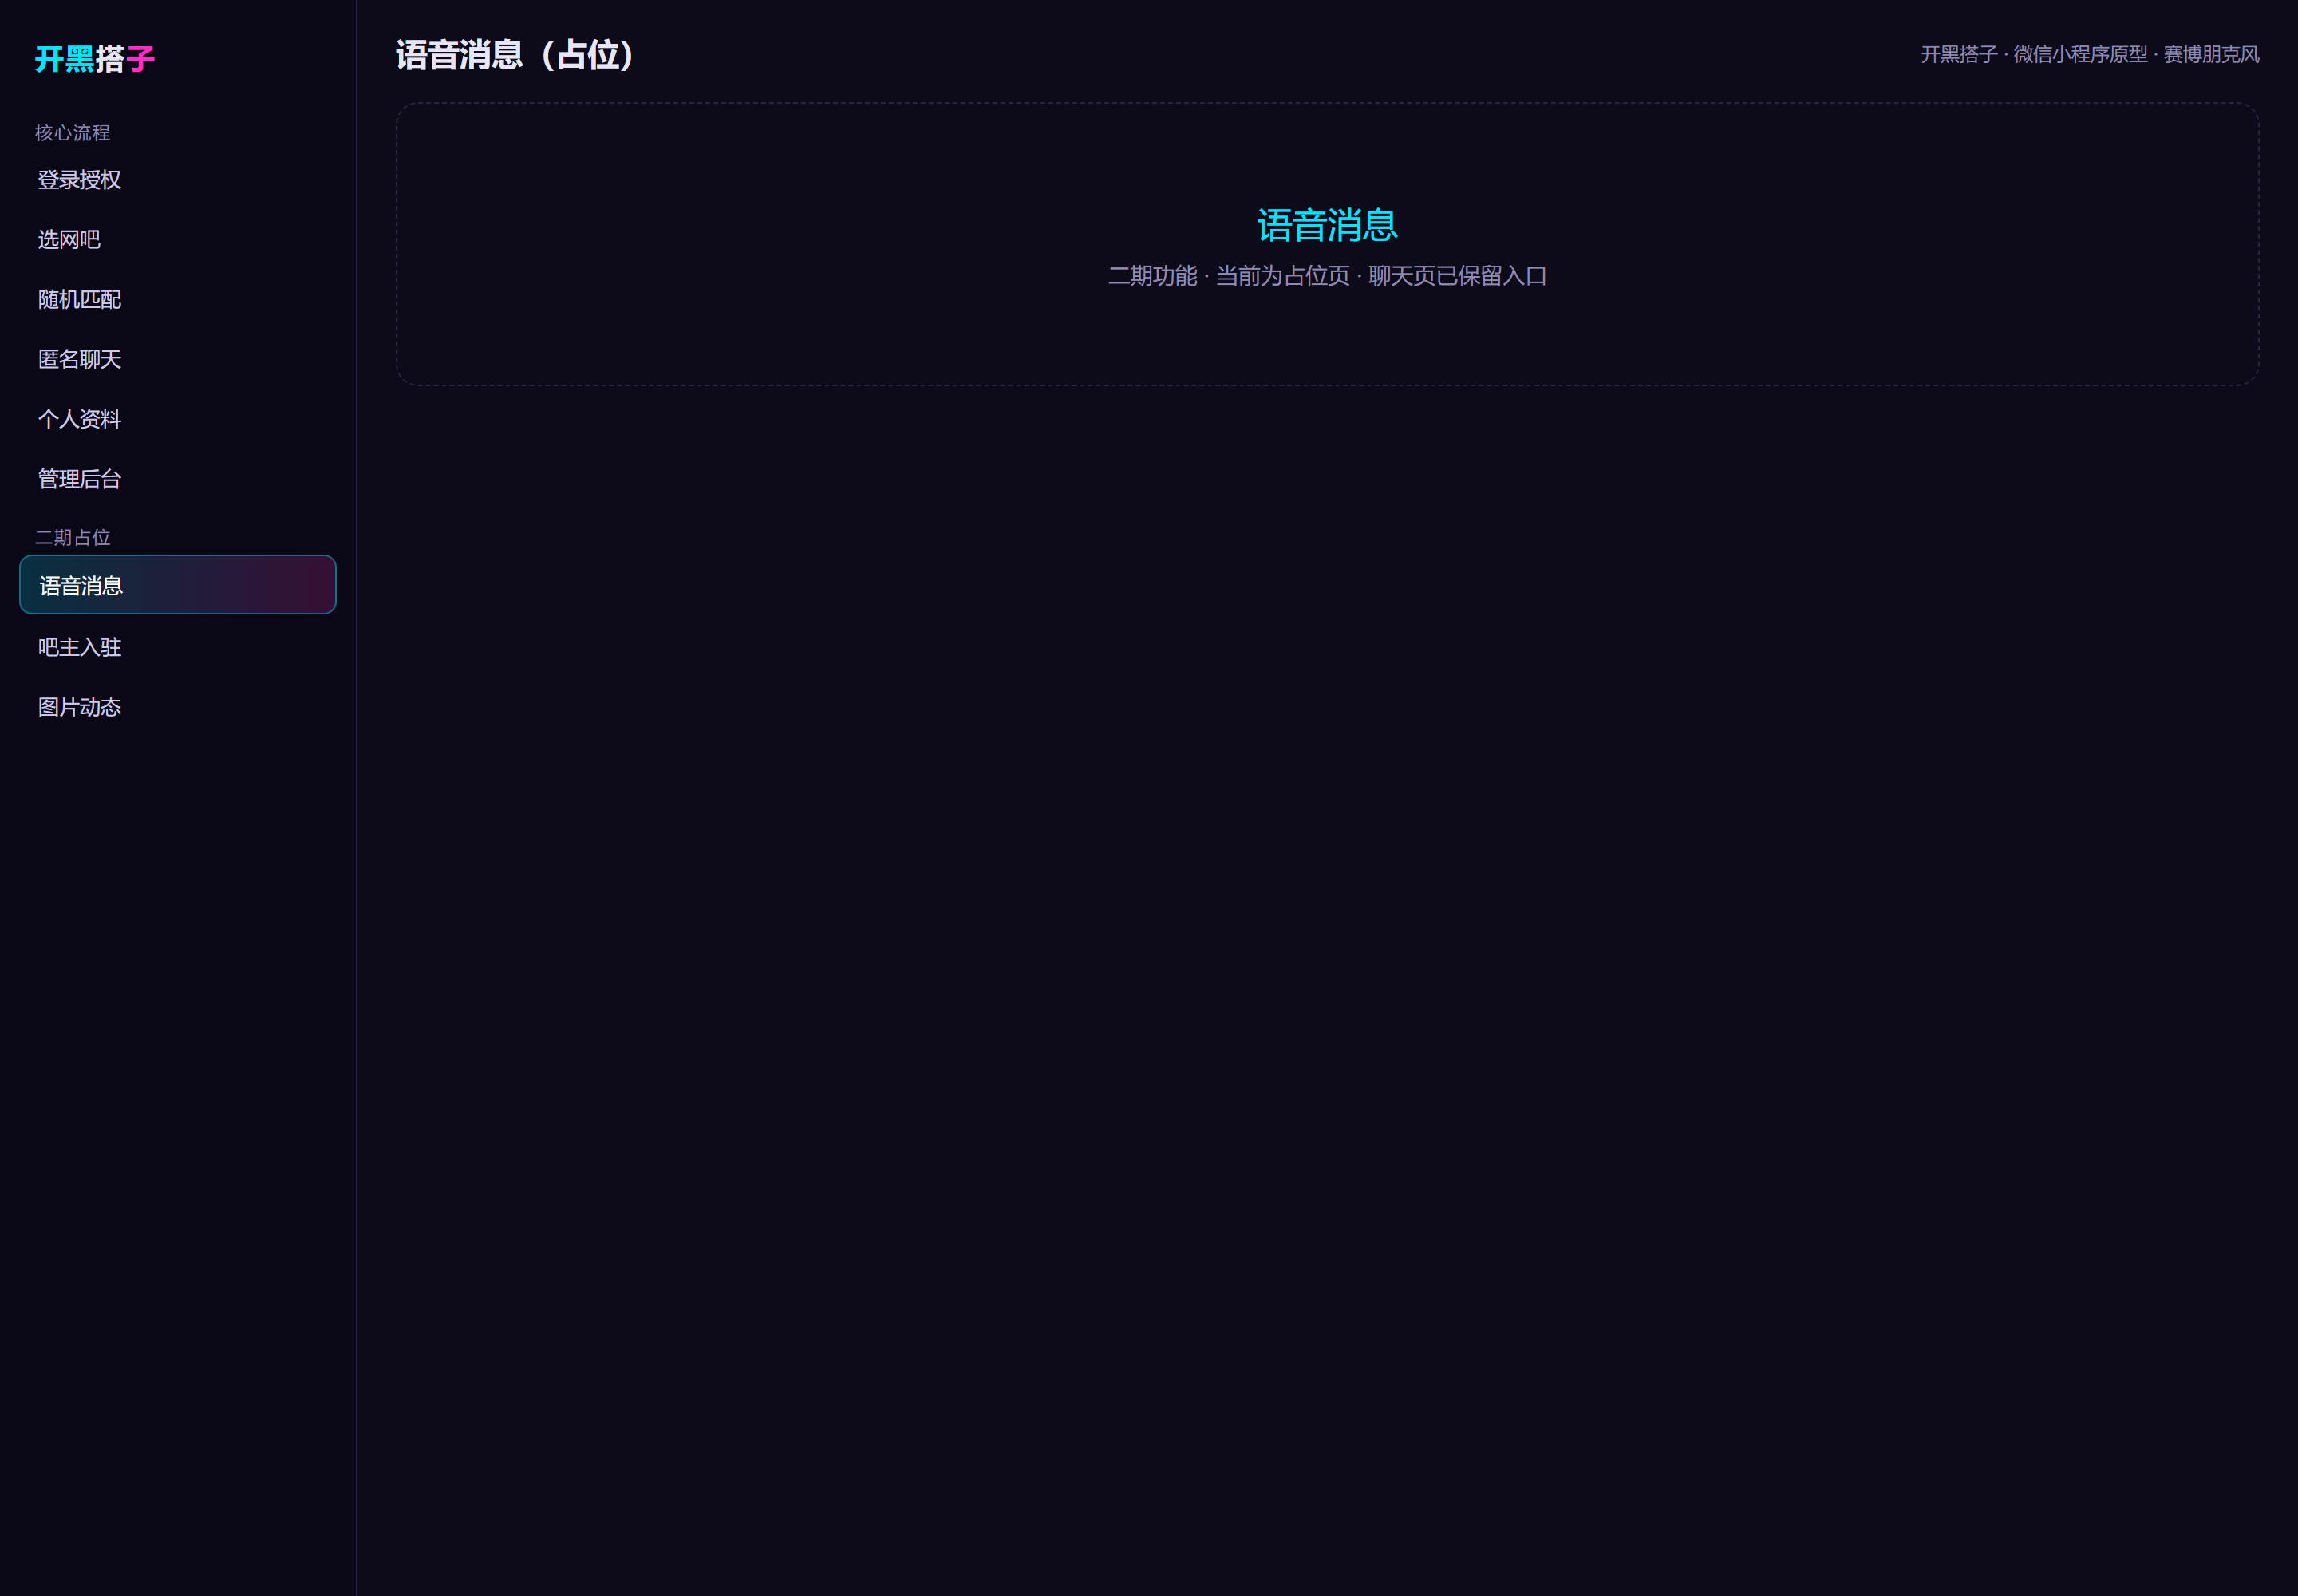 开黑搭子
核心流程
登录授权
选网吧
随机匹配
匿名聊天
个人资料
管理后台
二期占位
语音消息
吧主入驻
图片动态
语音消息（占位）
开黑搭子 · 微信小程序原型 · 赛博朋克风
语音消息
二期功能 · 当前为占位页 · 聊天页已保留入口